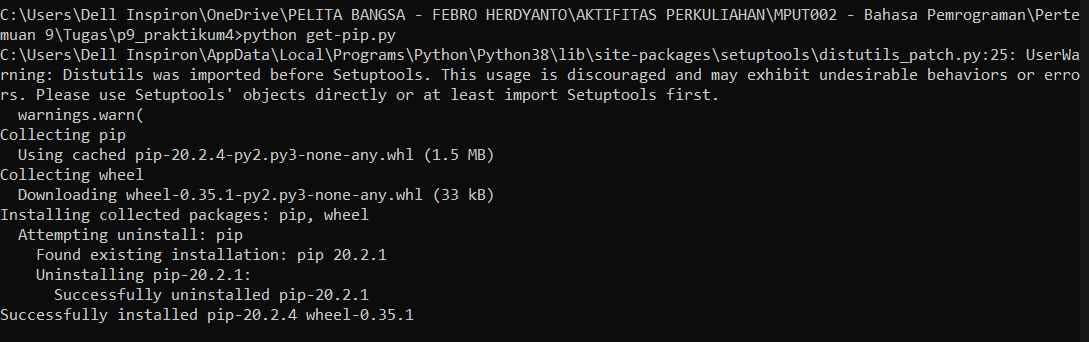 C:\Users\Dell Inspiron\OneDrive\PELITA BANGSA - FEBRO HERDYANTO\AKTIFITAS PERKULIAHAN\MPUT002 - Bahasa Pemrograman\Perte
muan 9\Tugas\p9_praktikum4>python get-pip.py
C:\Users\Dell Inspiron\AppData\Local\Programs\Python\Python38\lib\site-packages\setuptools\distutils_patch.py:25: UserWa
rning: Distutils was imported before Setuptools. This usage is discouraged and may exhibit undesirable behaviors or erro
rs. Please use Setuptools' objects directly or at least import Setuptools first.
  warnings.warn(
Collecting pip
  Using cached pip-20.2.4-py2.py3-none-any.whl (1.5 MB)
Collecting wheel
  Downloading wheel-0.35.1-py2.py3-none-any.whl (33 kB)
Installing collected packages: pip, wheel
  Attempting uninstall: pip
    Found existing installation: pip 20.2.1
    Uninstalling pip-20.2.1:
      Successfully uninstalled pip-20.2.1
Successfully installed pip-20.2.4 wheel-0.35.1